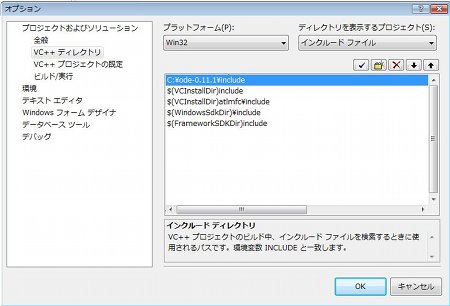 オプション
プロジェクトおよびソリューション
全般
VC++ ディレクトリ
VC++ プロジェクトの設定
ビルド/実行
環境
テキスト エディタ
Windows フォーム デザイナ
データベース ツール
デバッグ
プラットフォーム(P):
ディレクトリを表示するプロジェクト(S):
Win32
インクルード ファイル
C:¥ode-0.11.1¥include
$(VCInstallDir)include
$(VCInstallDir)atlmfc¥include
$(WindowsSdkDir)¥include
$(FrameworkSDKDir)include
インクルード ディレクトリ
VC++ プロジェクトのビルド中、インクルード ファイルを検索するときに使
用されるパスです。環境変数 INCLUDE と一致します。
OK
キャンセル